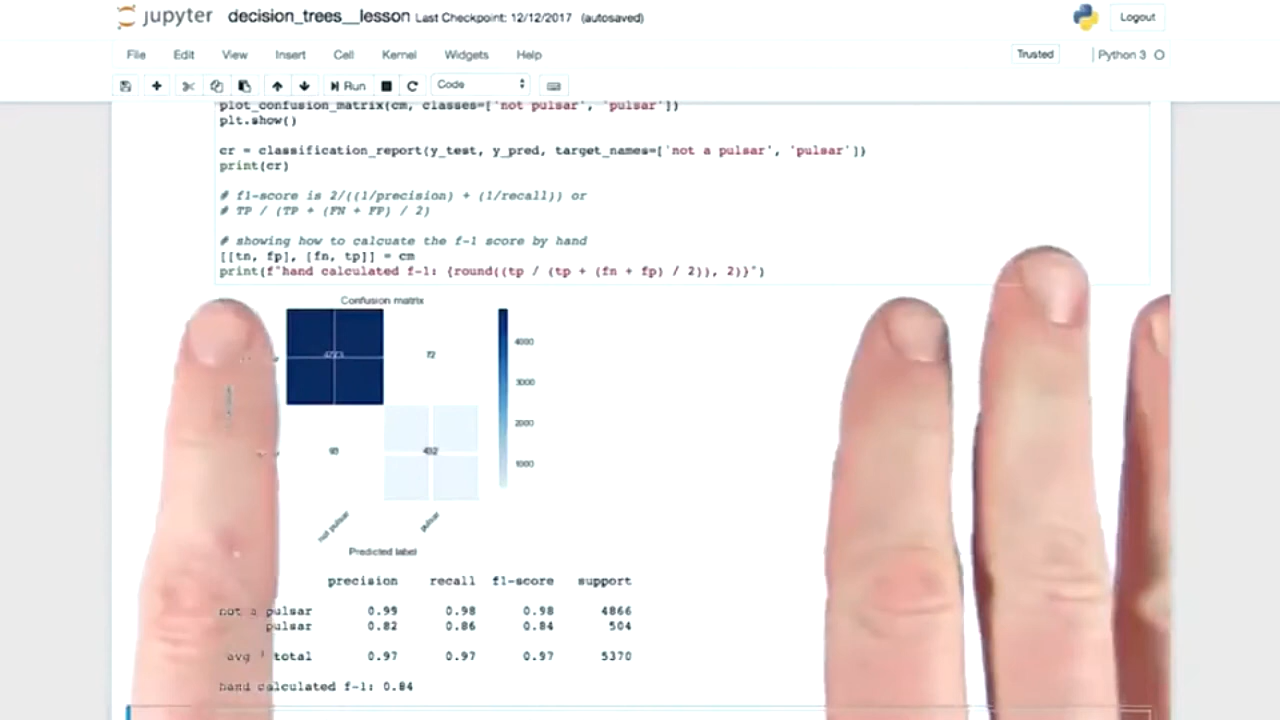 jupyter decision_trees__lesson Last Checkpoint: 12/12/2017 (autosaved)
Logout
File Edit View Insert Cell Kernel Widgets Help
Trusted
Python 3
Run
Code
plot_confusion_matrix(cm, classes=['not pulsar', 'pulsar'])
plt.show()
cr = classification_report(y_test, y_pred, target_names=['not a pulsar', 'pulsar'])
print(cr)
# f1-score is 2/((1/precision) + (1/recall)) or
# TP / (TP + (FN + FP) / 2)
# showing how to calcuate the f-1 score by hand
[[tn, fp], [fn, tp]] = cm
print(f"hand calculated f-1: {round((tp / (tp + (fn + fp) / 2)), 2)}")
Confusion matrix
72
432
4000
3000
2000
1000
not pulsar
pulsar
Predicted label
precision recall f1-score support
not a pulsar 0.99 0.98 0.98 4866
pulsar 0.82 0.86 0.84 504
avg / total 0.97 0.97 0.97 5370
hand calculated f-1: 0.84